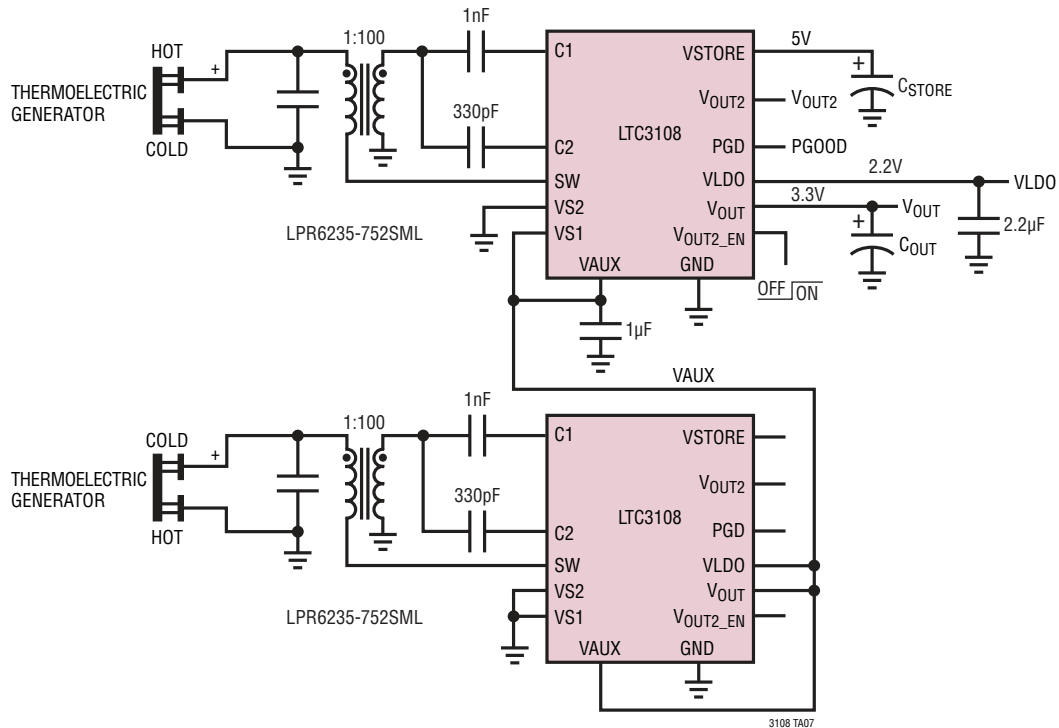 1nF
1:100
HOT
+
THERMOELECTRIC
GENERATOR
COLD
330pF
LPR6235-752SML
C1
C2
SW
VS2
VS1
VAUX
GND
LTC3108
VSTORE
VOUT2
PGD
VLDO
VOUT
VOUT2_EN
5V
+
CSTORE
VOUT2
PGOOD
2.2V
VLDO
3.3V
VOUT
+
COUT
2.2µF
OFF ON
1µF
VAUX
1nF
1:100
COLD
+
THERMOELECTRIC
GENERATOR
HOT
330pF
LPR6235-752SML
C1
C2
SW
VS2
VS1
VAUX
GND
LTC3108
VSTORE
VOUT2
PGD
VLDO
VOUT
VOUT2_EN
3108 TA07